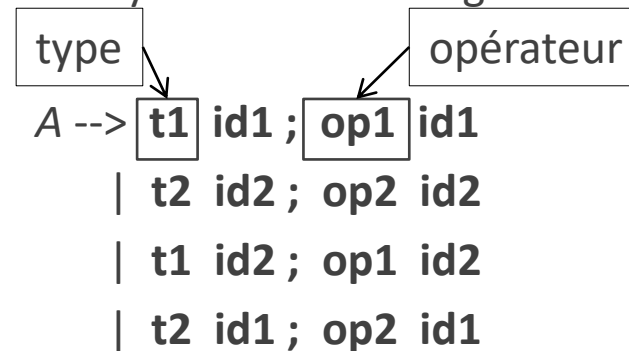 type opérateur
A --> t1 id1 ; op1 id1
| t2 id2 ; op2 id2
| t1 id2 ; op1 id2
| t2 id1 ; op2 id1